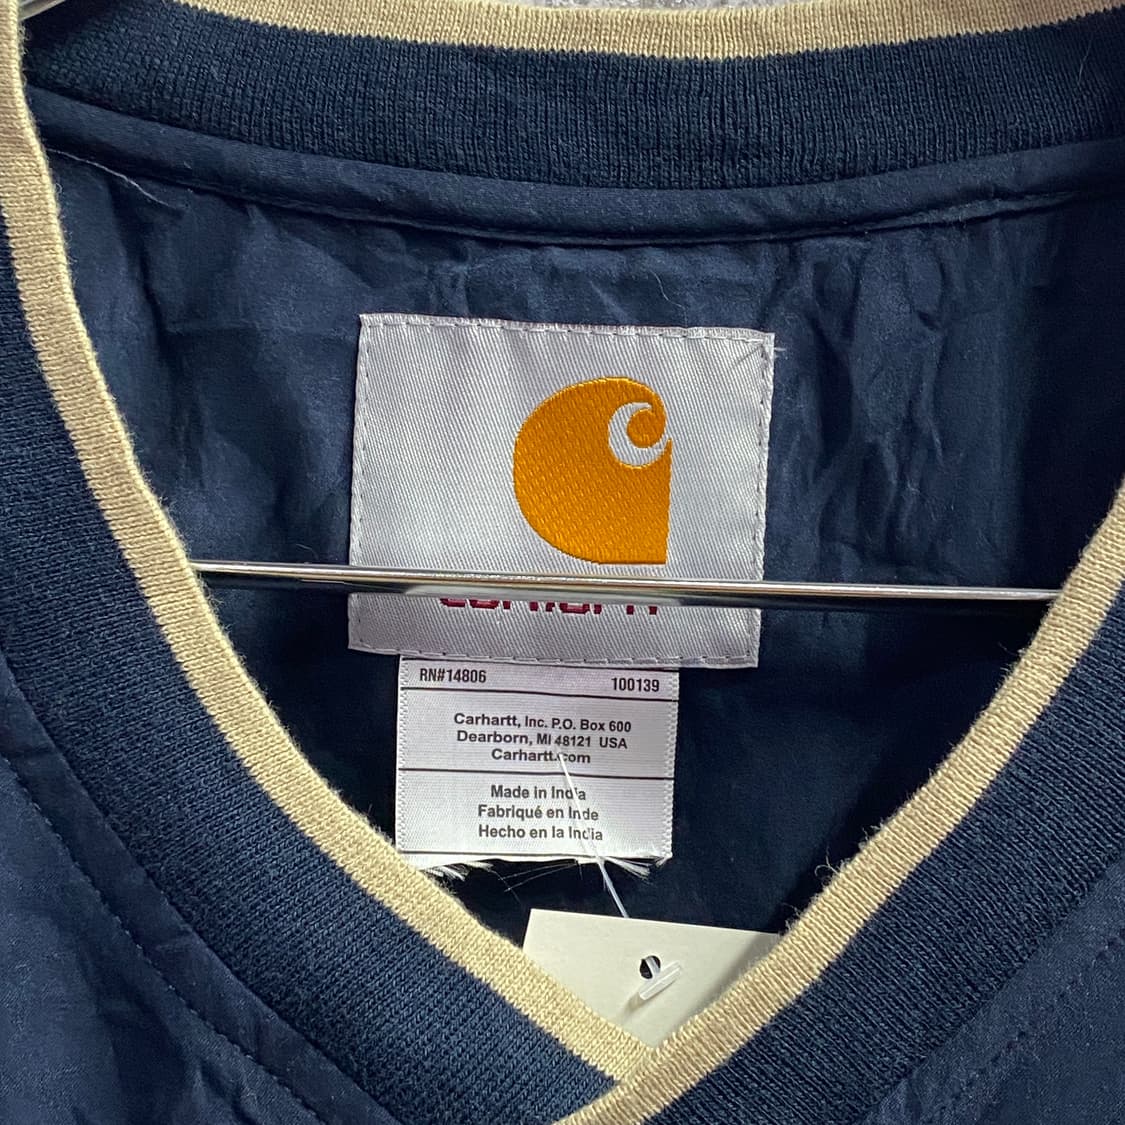 RN#14806 100139
Carhartt, Inc. P.O. Box 600
Dearborn, MI 48121 USA
Carhartt.com
Made in India
Fabriqué en Inde
Hecho en la India